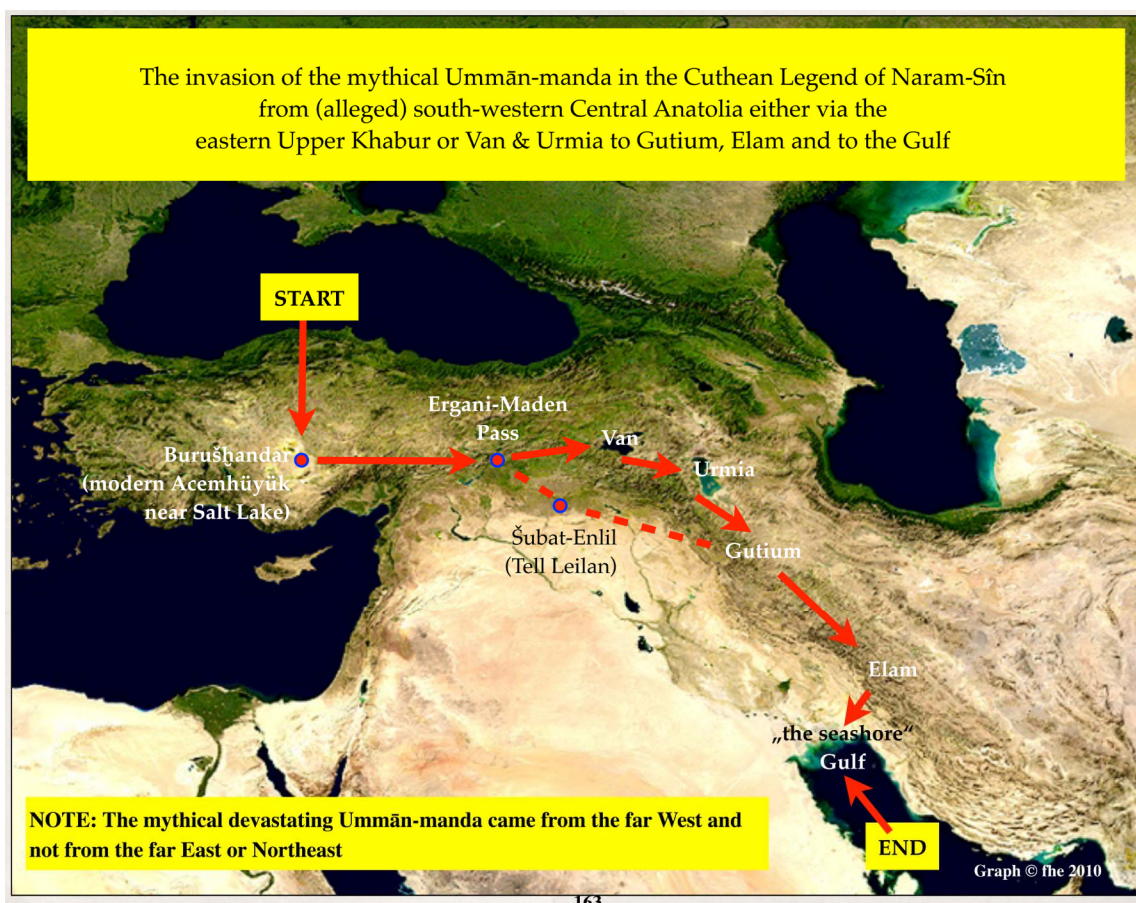 The invasion of the mythical Ummān-manda in the Cuthean Legend of Naram-Sîn
from (alleged) south-western Central Anatolia either via the
eastern Upper Khabur or Van & Urmia to Gutium, Elam and to the Gulf
START
Ergani-Maden
Pass
Van
Urmia
Burušḫandar
(modern Acemhüyük
near Salt Lake)
Šubat-Enlil
(Tell Leilan)
Gutium
Elam
„the seashore“
Gulf
NOTE: The mythical devastating Ummān-manda came from the far West and
not from the far East or Northeast
END
Graph © fhe 2010
163